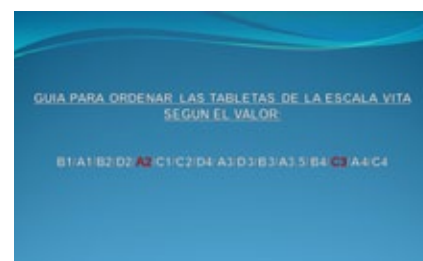 GUIA PARA ORDENAR LAS TABLETAS DE LA ESCALA VITA
SEGUN EL VALOR:
B1/A1/B2/D2/A2/C1/C2/D4/A3/D3/B3/A3.5/B4/C3/A4/C4